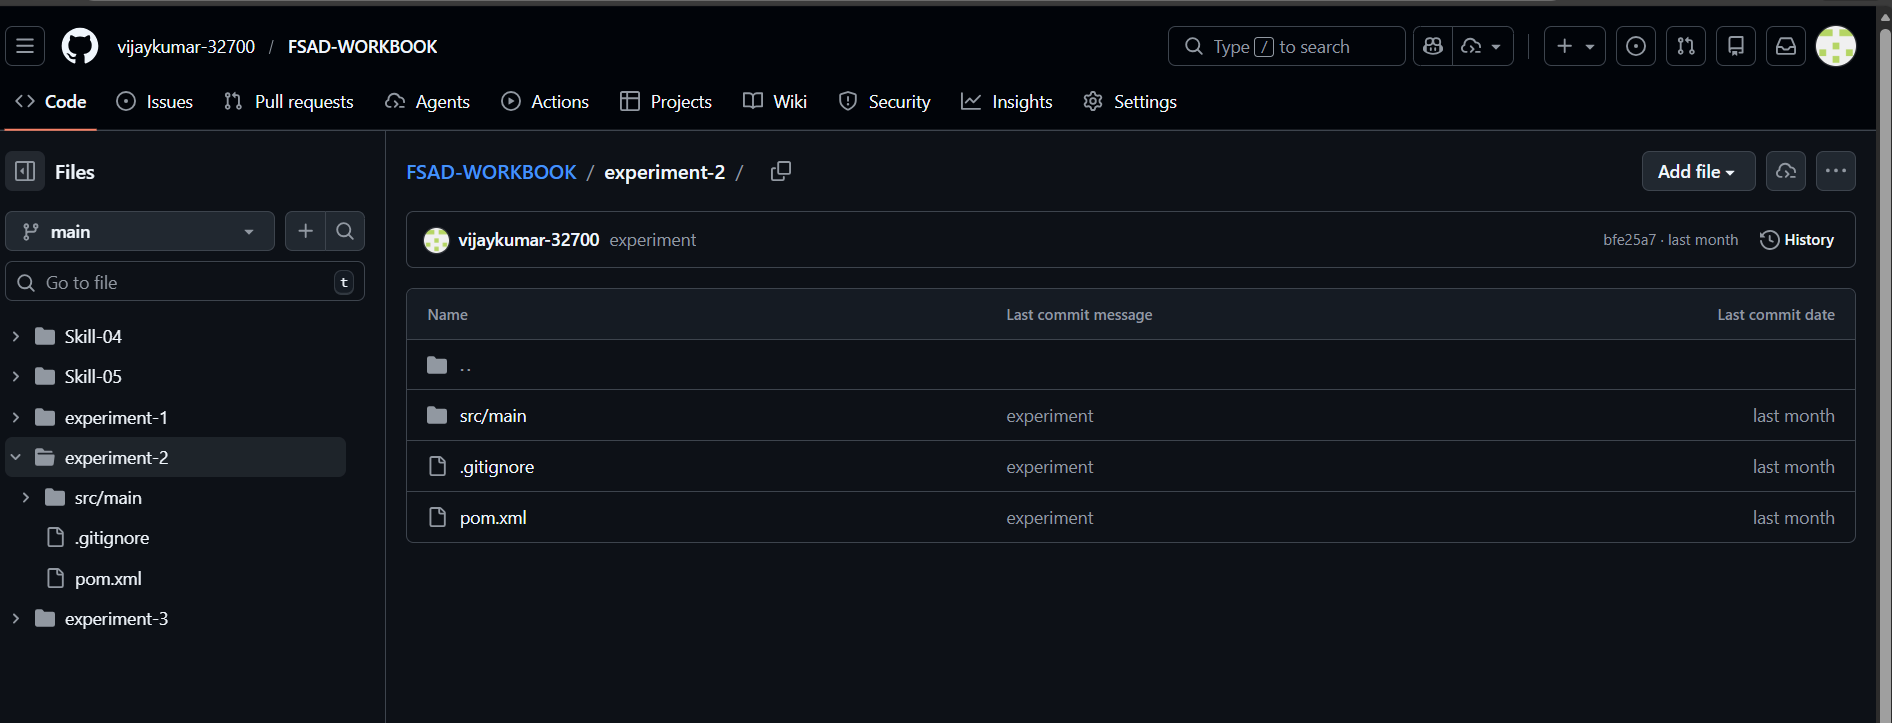 vijaykumar-32700 / FSAD-WORKBOOK
Type / to search
Code Issues Pull requests Agents Actions Projects Wiki Security Insights Settings
Files
main
Go to file t
Skill-04
Skill-05
experiment-1
experiment-2
src/main
.gitignore
pom.xml
experiment-3
FSAD-WORKBOOK / experiment-2 /
Add file
vijaykumar-32700 experiment bfe25a7 · last month History
Name Last commit message Last commit date
..
src/main experiment last month
.gitignore experiment last month
pom.xml experiment last month